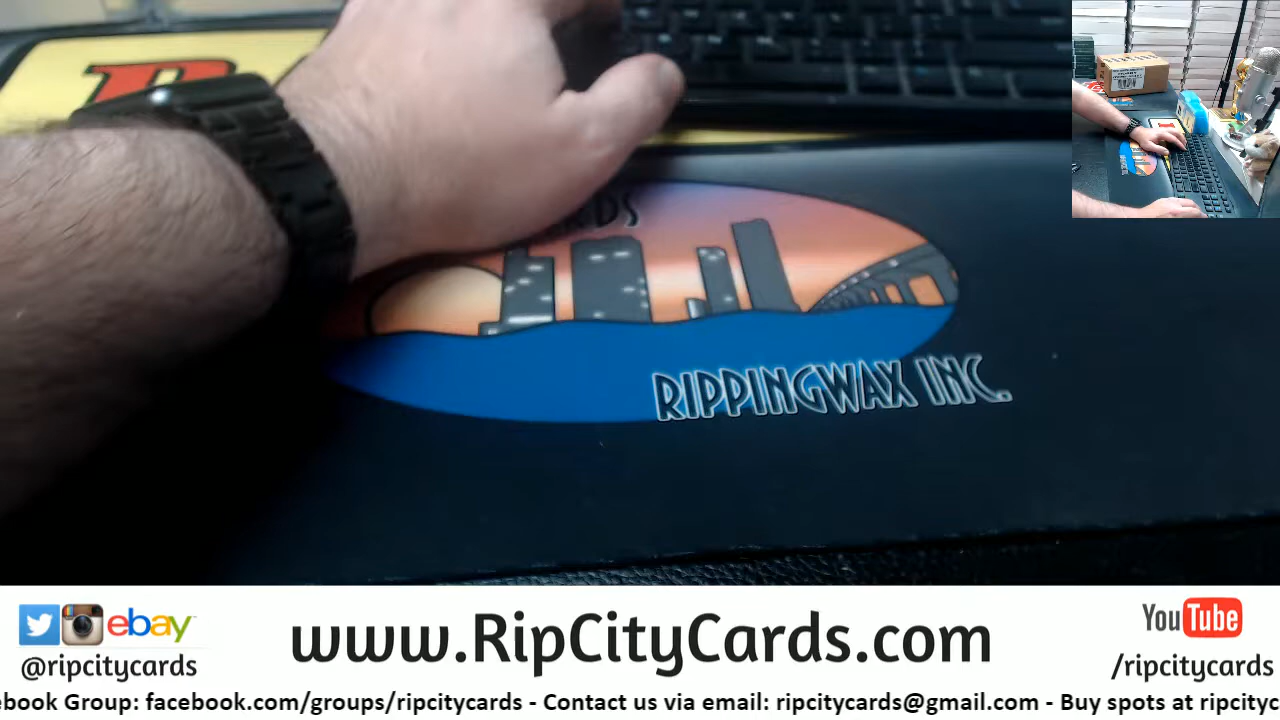 RIPPINGWAX INC.
ebay
@ripcitycards
www.RipCityCards.com
YouTube
/ripcitycards
ebook Group: facebook.com/groups/ripcitycards - Contact us via email: ripcitycards@gmail.com - Buy spots at ripcityc